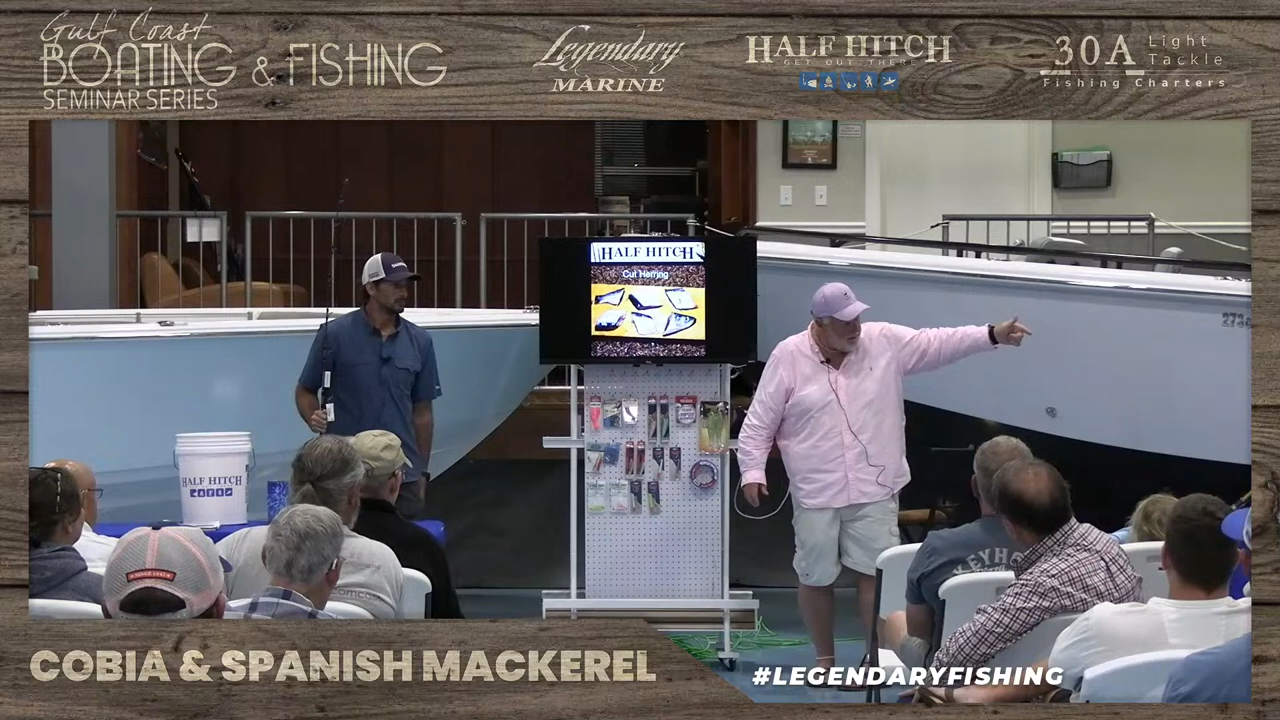 Gulf Coast
BOATING & FISHING
SEMINAR SERIES
Legendary
MARINE
HALF HITCH
GET OUT THERE
30A Light Tackle
Fishing Charters
HALF HITCH
Cut Herring
HALF HITCH
COBIA & SPANISH MACKEREL
#LEGENDARYFISHING